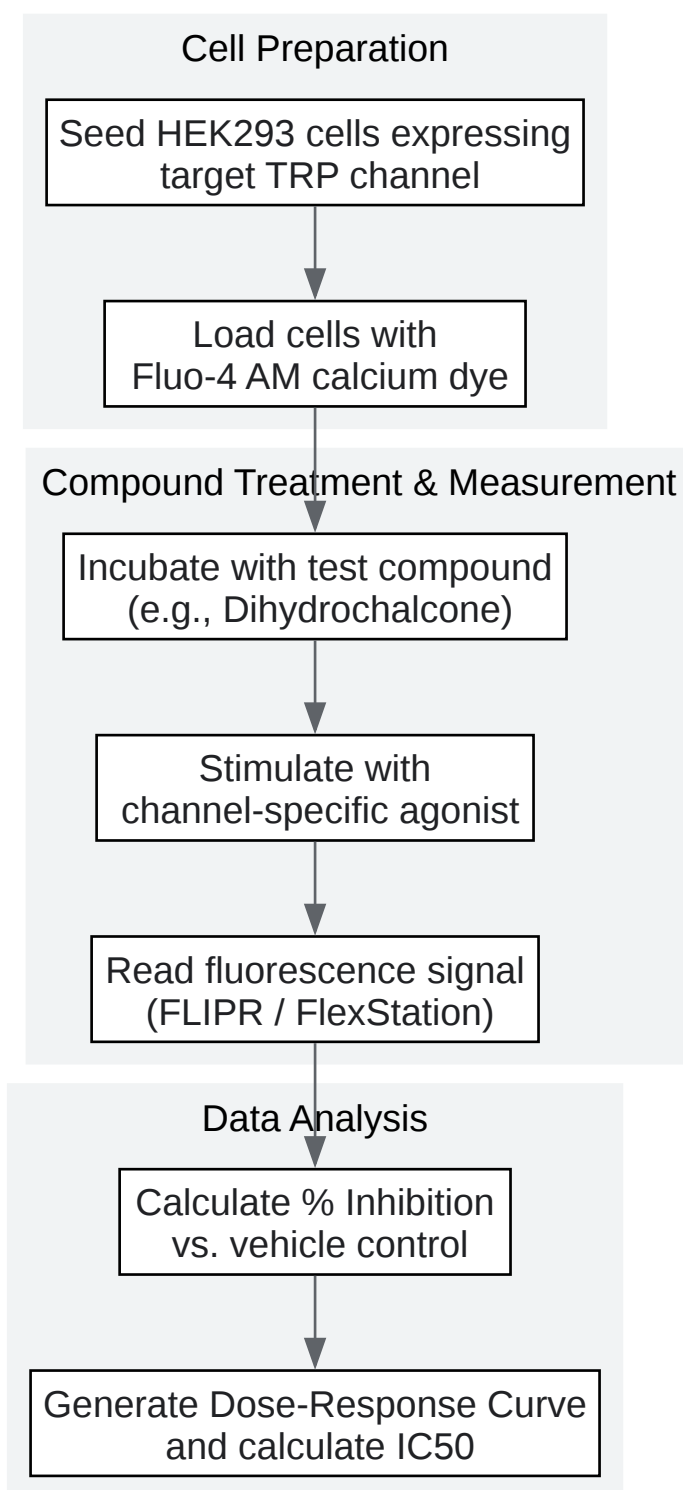 Cell Preparation
Seed HEK293 cells expressing
target TRP channel
Load cells with
Fluo-4 AM calcium dye
Compound Treatment & Measurement
Incubate with test compound
(e.g., Dihydrochalcone)
Stimulate with
channel-specific agonist
Read fluorescence signal
(FLIPR / FlexStation)
Data Analysis
Calculate % Inhibition
vs. vehicle control
Generate Dose-Response Curve
and calculate IC50